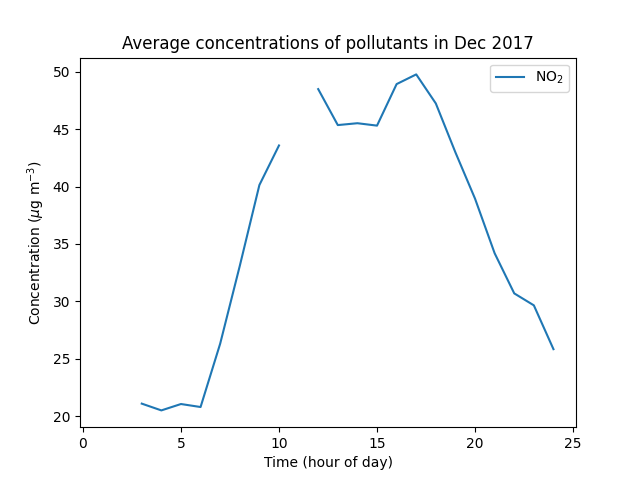 Average concentrations of pollutants in Dec 2017
NO₂
50
45
40
35
30
25
20
Concentration (μg m⁻³)
0 5 10 15 20 25
Time (hour of day)